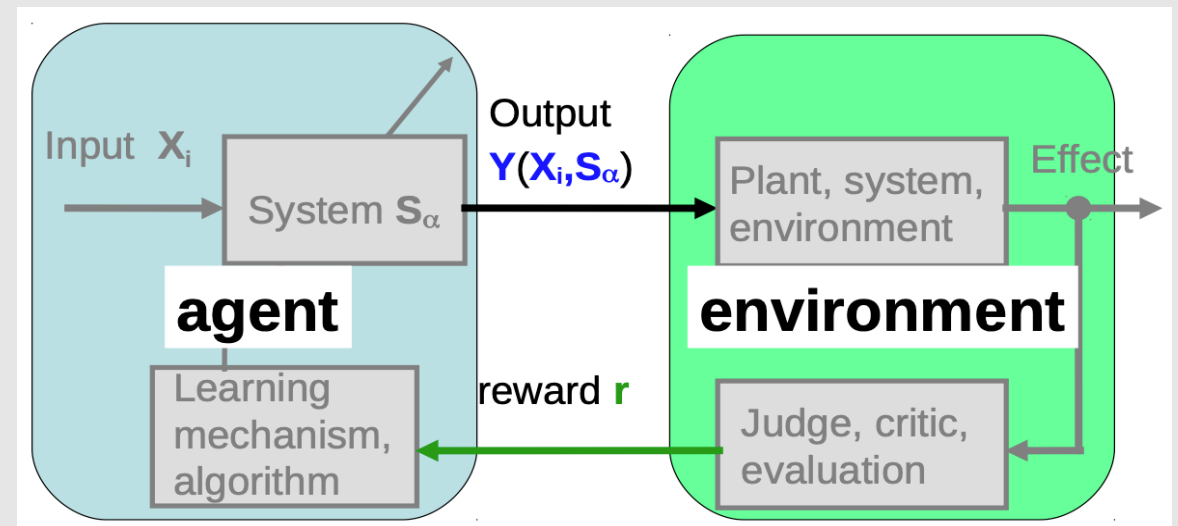 Input Xᵢ
System Sα
Output
Y(Xᵢ,Sα)
Plant, system,
environment
Effect
agent
environment
Learning
mechanism,
algorithm
reward r
Judge, critic,
evaluation